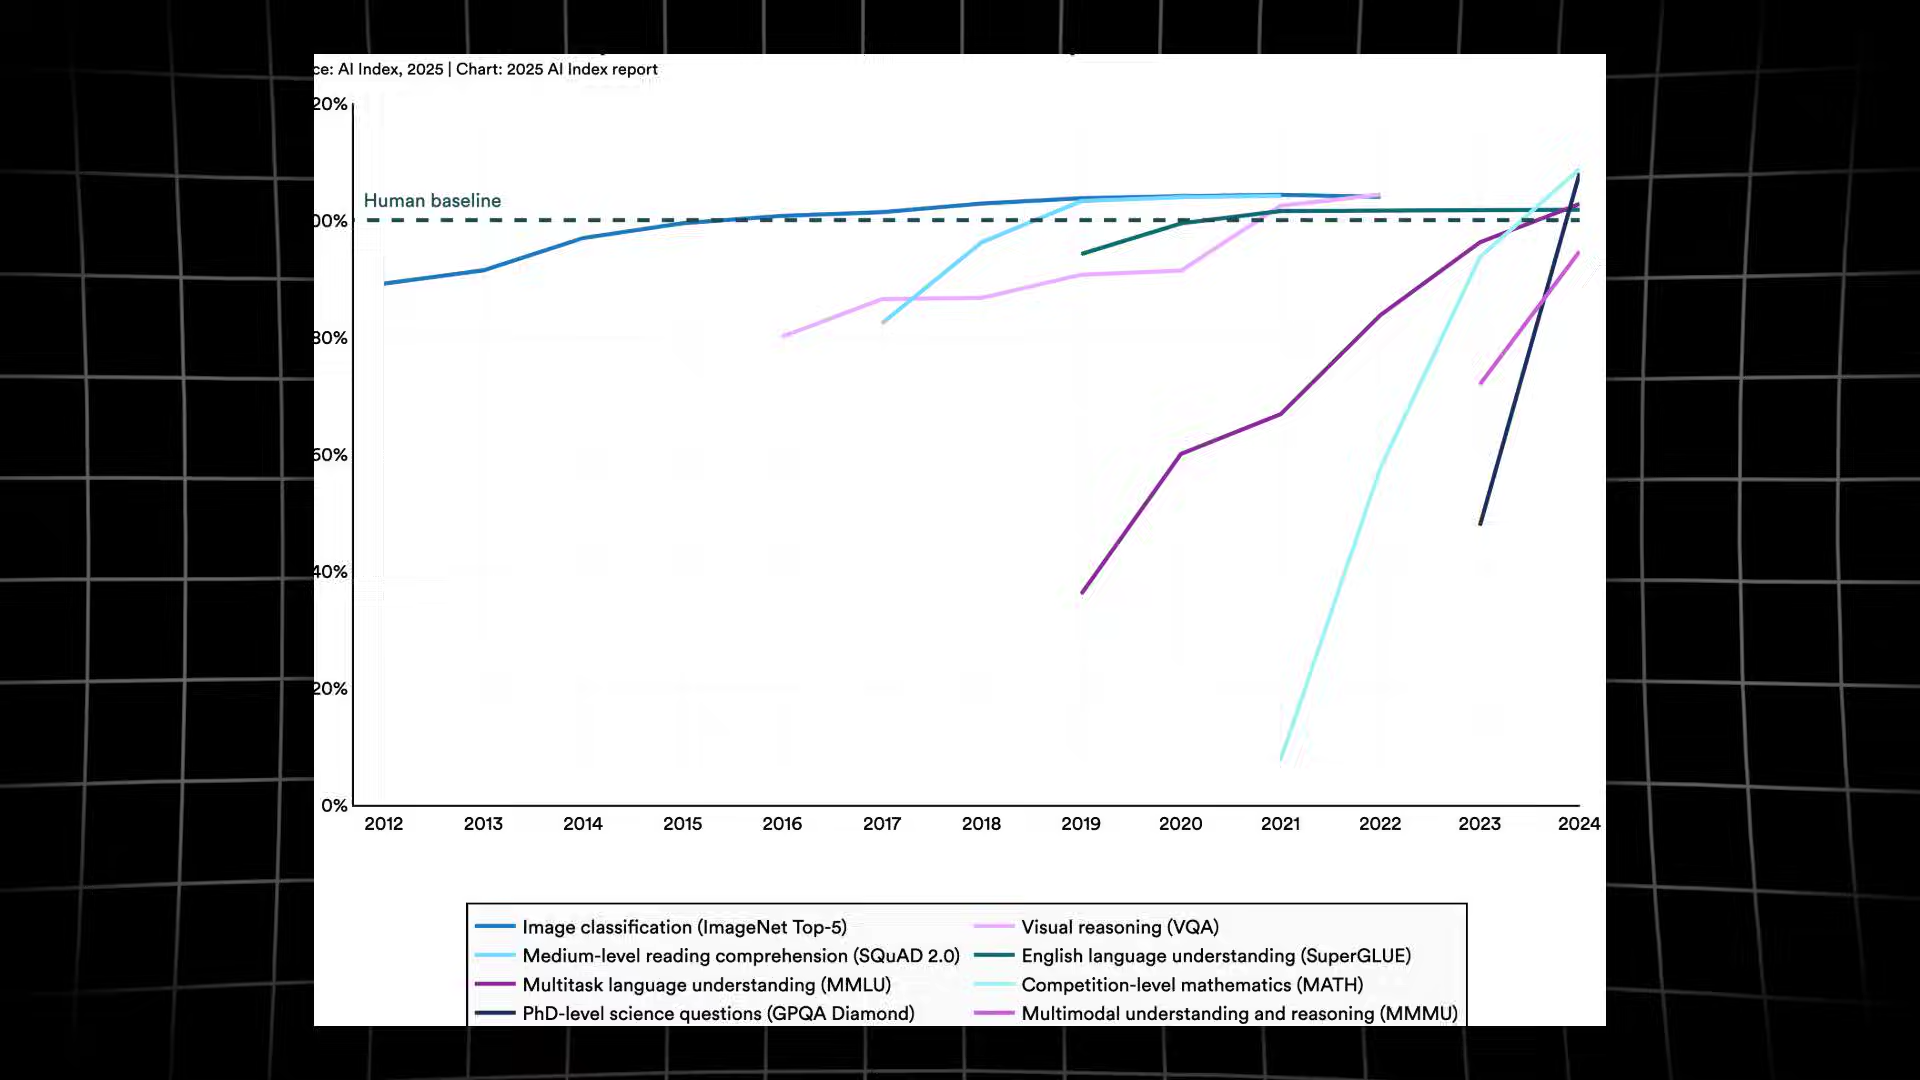 ce: AI Index, 2025 | Chart: 2025 AI Index report
20%
Human baseline
00%
80%
60%
40%
20%
0%
2012 2013 2014 2015 2016 2017 2018 2019 2020 2021 2022 2023 2024
Image classification (ImageNet Top-5) Visual reasoning (VQA)
Medium-level reading comprehension (SQuAD 2.0) English language understanding (SuperGLUE)
Multitask language understanding (MMLU) Competition-level mathematics (MATH)
PhD-level science questions (GPQA Diamond) Multimodal understanding and reasoning (MMMU)